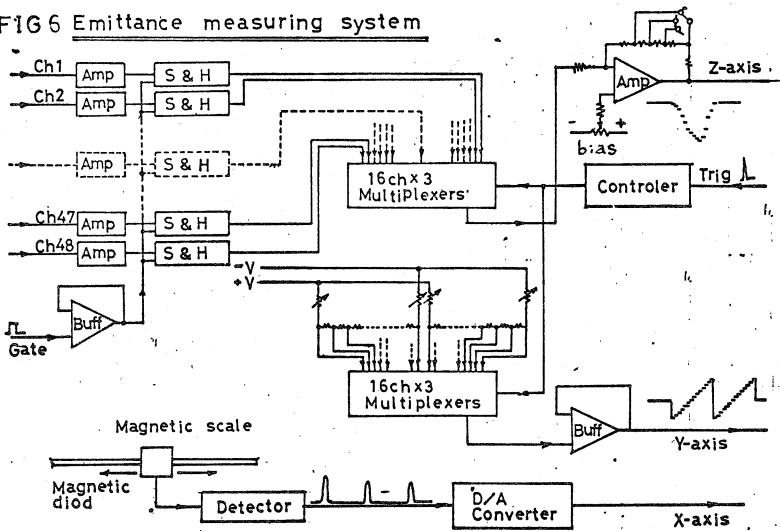 FIG 6 Emittance measuring system
Ch1 Amp S & H
Ch2 Amp S & H
Amp S & H
Ch47 Amp S & H
Ch48 Amp S & H
Buff
Gate
16ch×3
Multiplexers
Amp
Z-axis
- +
bias
Trig
Controler
-V
+V
16ch×3
Multiplexers
Buff
Y-axis
Magnetic scale
Magnetic
diod
Detector
D/A
Converter
X-axis